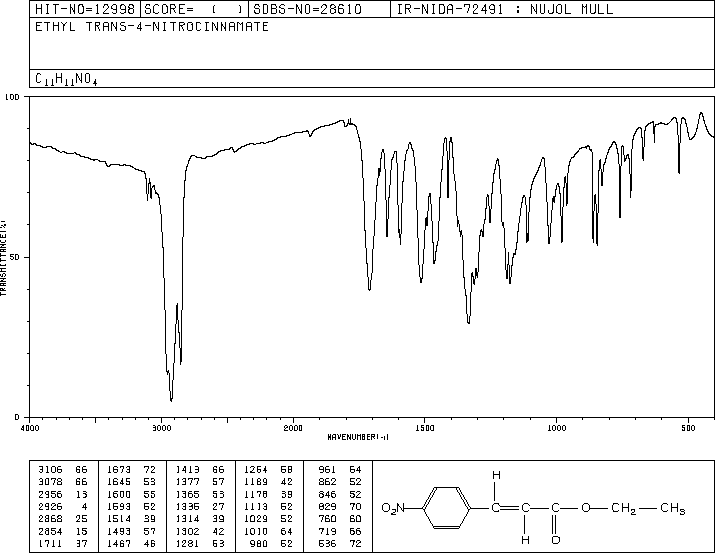 HIT-NO=12998 SCORE= ( ) SDBS-NO=28610 IR-NIDA-72491 : NUJOL MULL
ETHYL TRANS-4-NITROCINNAMATE
C11H11NO4
100
50
0
TRANSMITTANCE(%)
4000 3000 2000 1500 1000 500
WAVENUMBER(-1)
3106 66 1673 72 1413 66 1264 58 961 64
3078 66 1645 53 1377 57 1189 42 862 52
2956 13 1600 55 1365 53 1178 39 846 52
2926 4 1593 52 1336 27 1113 52 829 70
2868 25 1514 39 1314 39 1029 52 760 60
2854 15 1493 57 1302 42 1010 64 719 66
1711 37 1467 46 1281 53 980 52 536 72
H
O2N C C C O CH2 CH3
H O